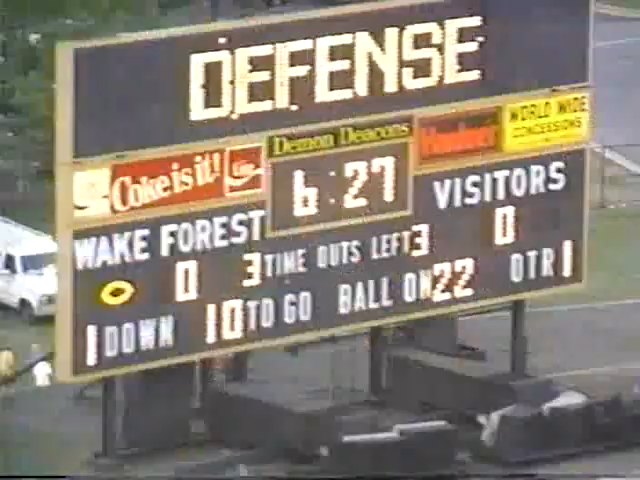 DEFENSE
Coke is it!
Demon Deacons
WORLD WIDE
CONCESSIONS
6:27
WAKE FOREST
VISITORS
0 3 TIME OUTS LEFT 3 0
1 DOWN 10 TO GO BALL ON 22 QTR 1